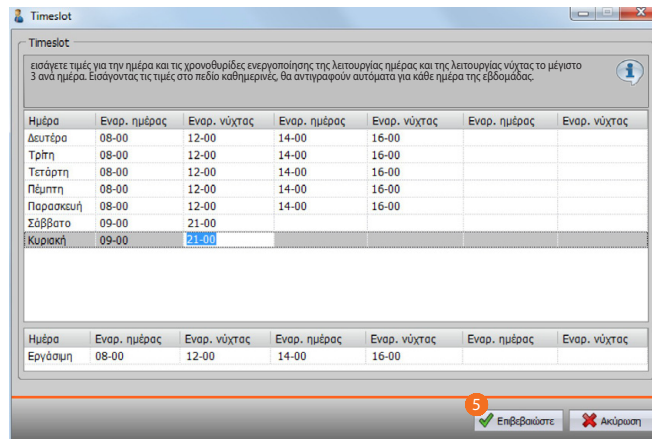 Timeslot
Timeslot
εισάγετε τιμές για την ημέρα και τις χρονοθυρίδες ενεργοποίησης της λειτουργίας ημέρας και της λειτουργίας νύχτας το μέγιστο
3 ανά ημέρα. Εισάγοντας τις τιμές στο πεδίο καθημερινές, θα αντιγραφούν αυτόματα για κάθε ημέρα της εβδομάδας.
Ημέρα Εναρ. ημέρας Εναρ. νύχτας Εναρ. ημέρας Εναρ. νύχτας Εναρ. ημέρας Εναρ. νύχτας
Δευτέρα 08-00 12-00 14-00 16-00
Τρίτη 08-00 12-00 14-00 16-00
Τετάρτη 08-00 12-00 14-00 16-00
Πέμπτη 08-00 12-00 14-00 16-00
Παρασκευή 08-00 12-00 14-00 16-00
Σάββατο 09-00 21-00
Κυριακή 09-00 21-00
Ημέρα Εναρ. ημέρας Εναρ. νύχτας Εναρ. ημέρας Εναρ. νύχτας Εναρ. ημέρας Εναρ. νύχτας
Εργάσιμη 08-00 12-00 14-00 16-00
5
Επιβεβαιώστε Ακύρωση